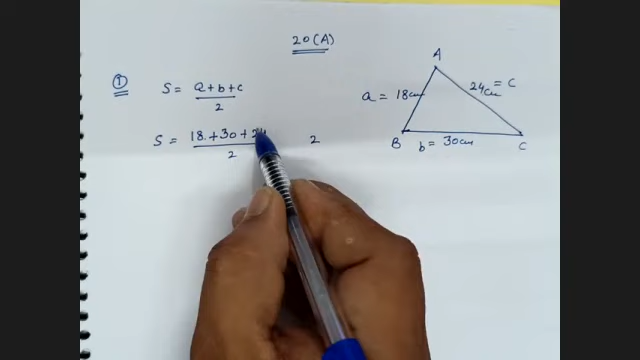 20(A)
① S = a+b+c
2
S = 18.+30+24
2
2
A
a = 18cm
24cm = c
B
b = 30cm
C